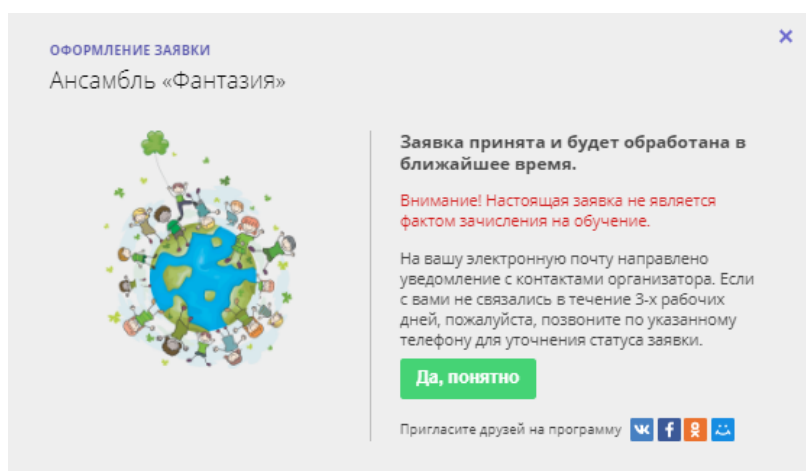 ОФОРМЛЕНИЕ ЗАЯВКИ
Ансамбль «Фантазия»
Заявка принята и будет обработана в
ближайшее время.
Внимание! Настоящая заявка не является
фактом зачисления на обучение.
На вашу электронную почту направлено
уведомление с контактами организатора. Если
с вами не связались в течение 3-х рабочих
дней, пожалуйста, позвоните по указанному
телефону для уточнения статуса заявки.
Да, понятно
Пригласите друзей на программу